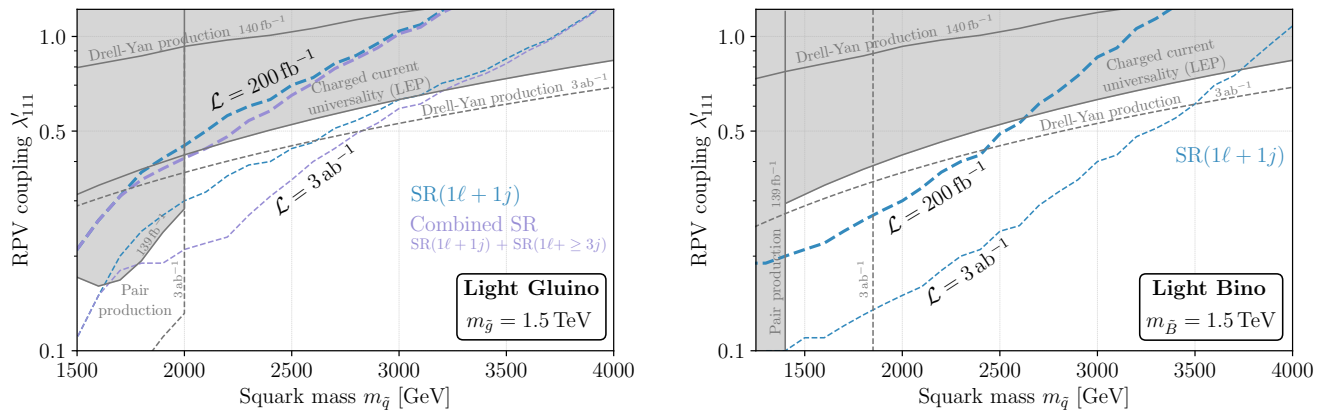 Drell-Yan production 140 fb⁻¹
ℒ = 200 fb⁻¹
Charged current
universality (LEP)
Drell-Yan production 3 ab⁻¹
ℒ = 3 ab⁻¹
139 fb⁻¹
3 ab⁻¹
Pair
production
SR(1ℓ + 1j)
Combined SR
SR(1ℓ + 1j) + SR(1ℓ+ ≥ 3j)
Light Gluino
m_g̃ = 1.5 TeV
1.0
0.5
0.1
RPV coupling λ′₁₁₁
1500 2000 2500 3000 3500 4000
Squark mass m_q̃ [GeV]
Drell-Yan production 140 fb⁻¹
Charged current
universality (LEP)
Drell-Yan production 3 ab⁻¹
SR(1ℓ + 1j)
ℒ = 200 fb⁻¹
ℒ = 3 ab⁻¹
Pair production 139 fb⁻¹
3 ab⁻¹
Light Bino
m_B̃ = 1.5 TeV
1.0
0.5
0.1
RPV coupling λ′₁₁₁
1500 2000 2500 3000 3500 4000
Squark mass m_q̃ [GeV]